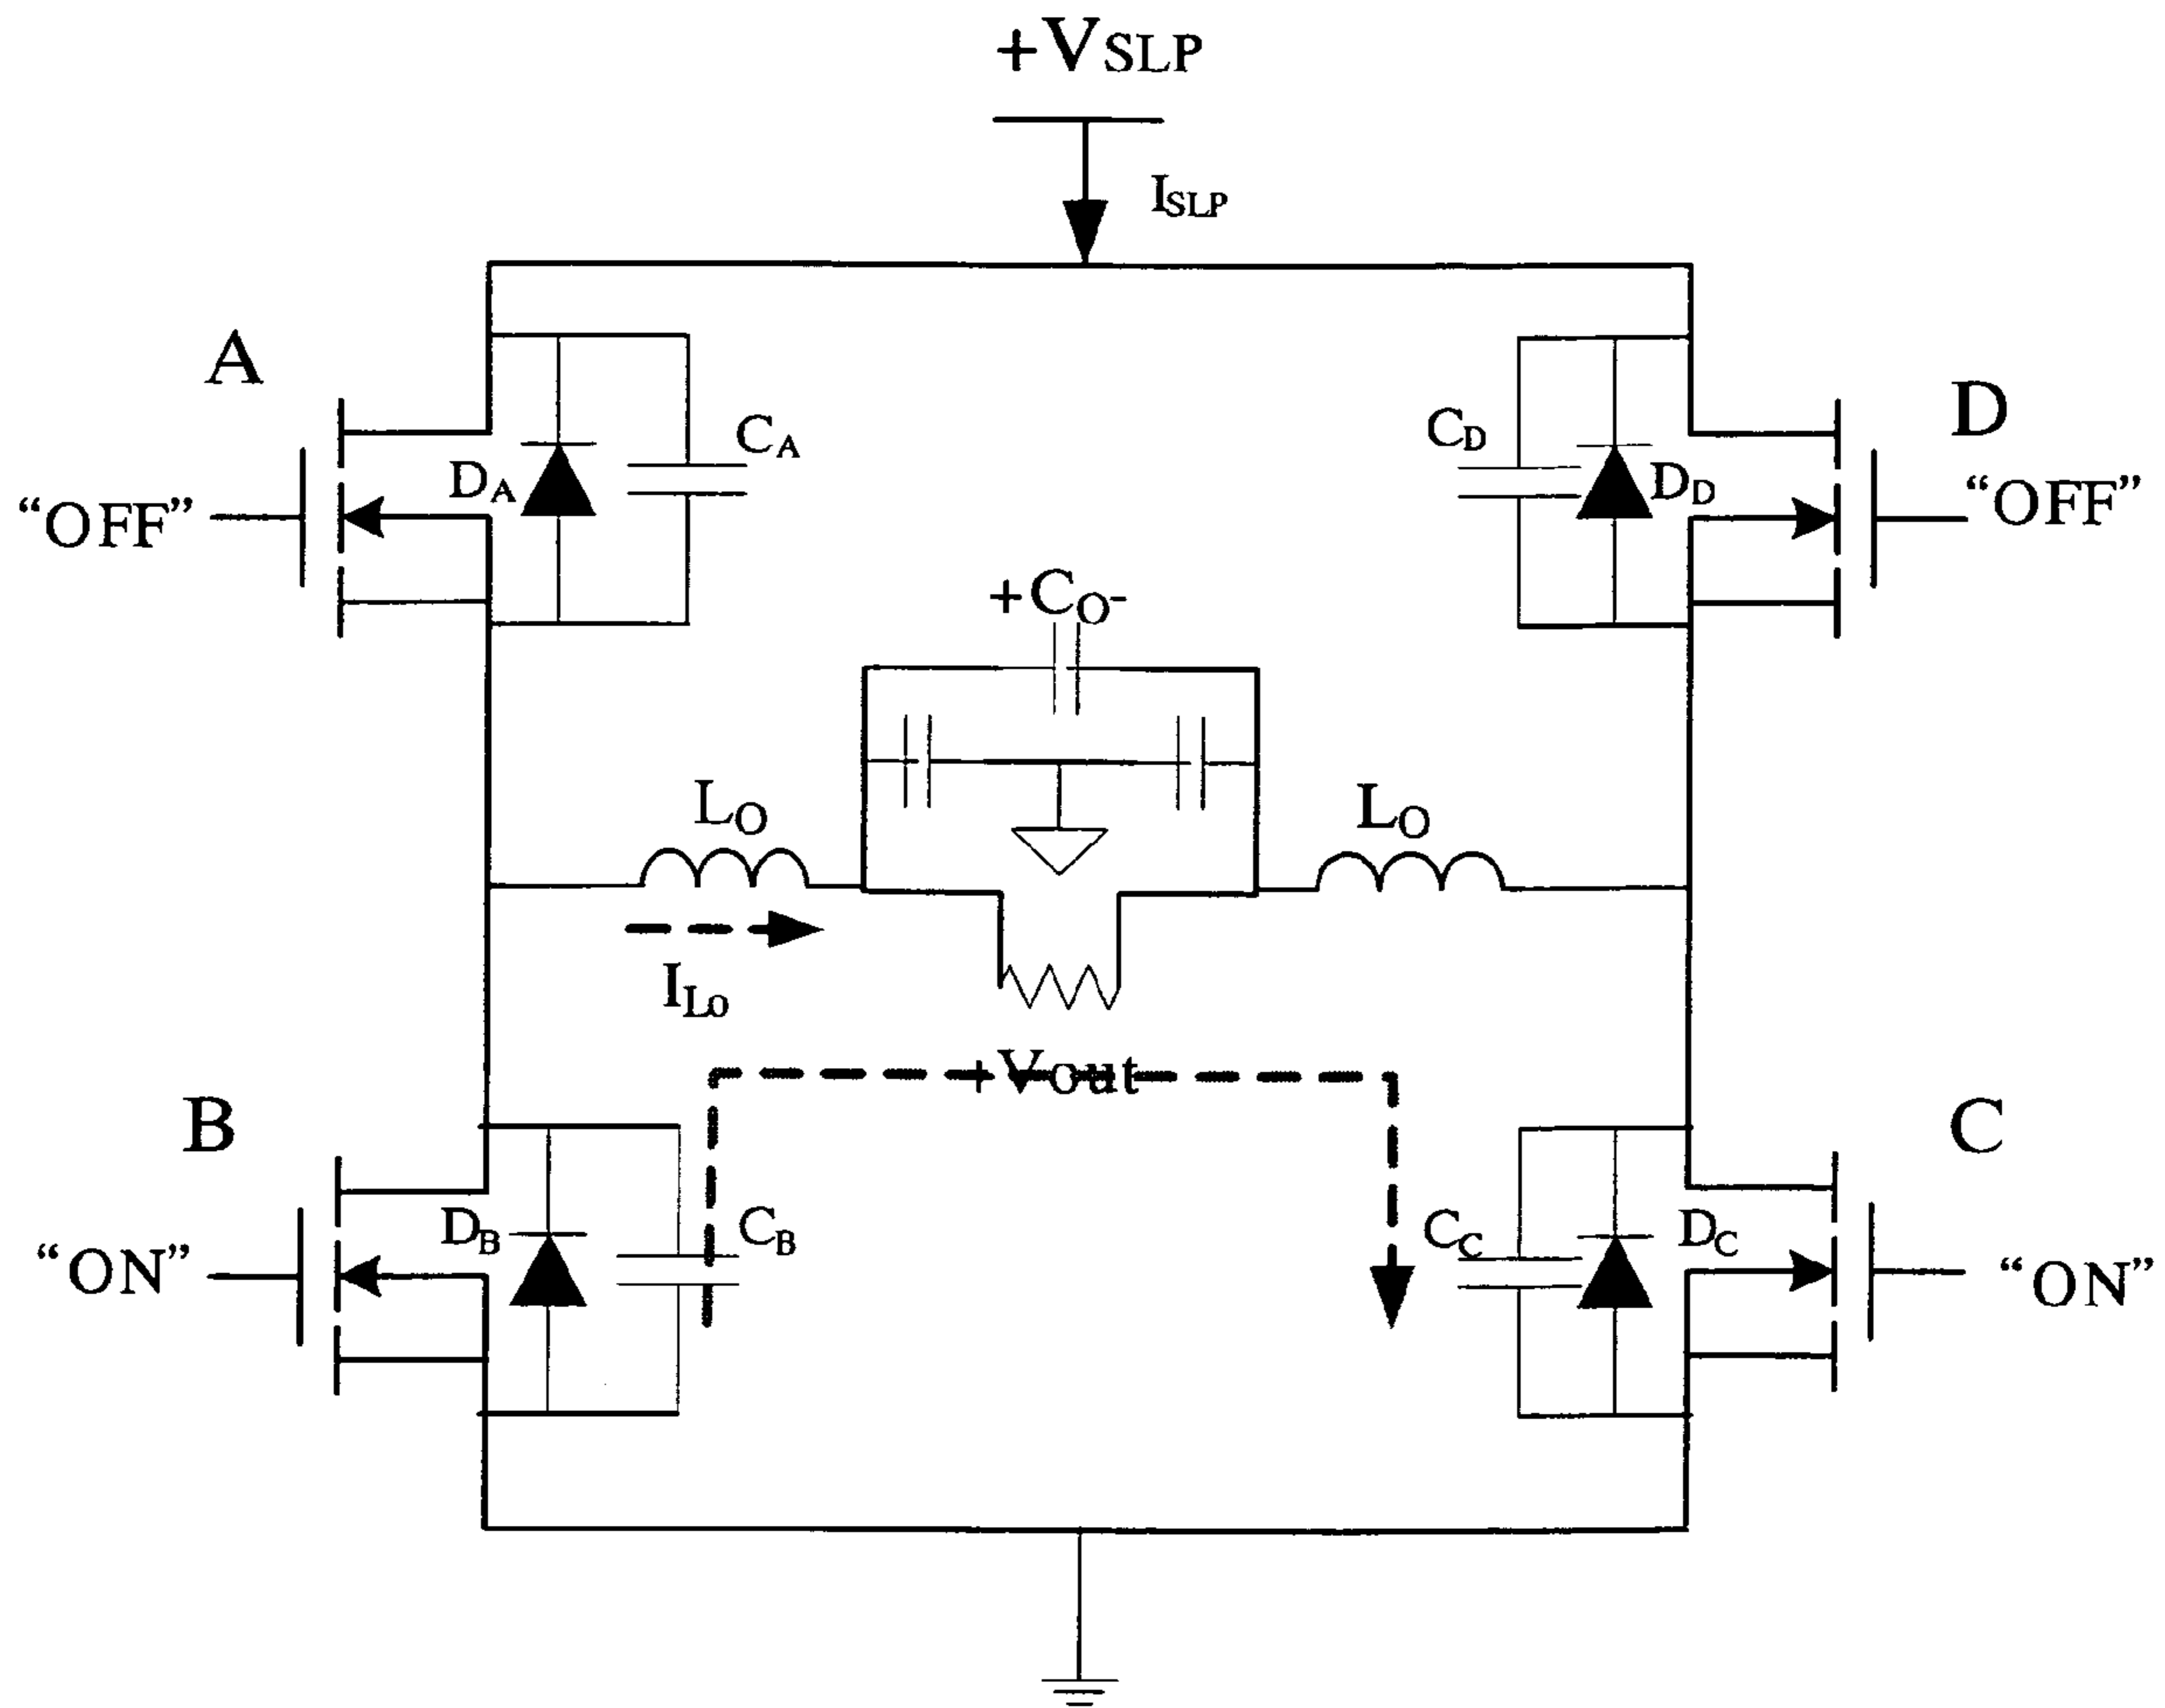 +VSLP
ISLP
A
D
CA
CD
DA
DD
“OFF”
“OFF”
+CO-
LO
LO
ILo
+Vout
B
C
CB
CC
DB
DC
“ON”
“ON”